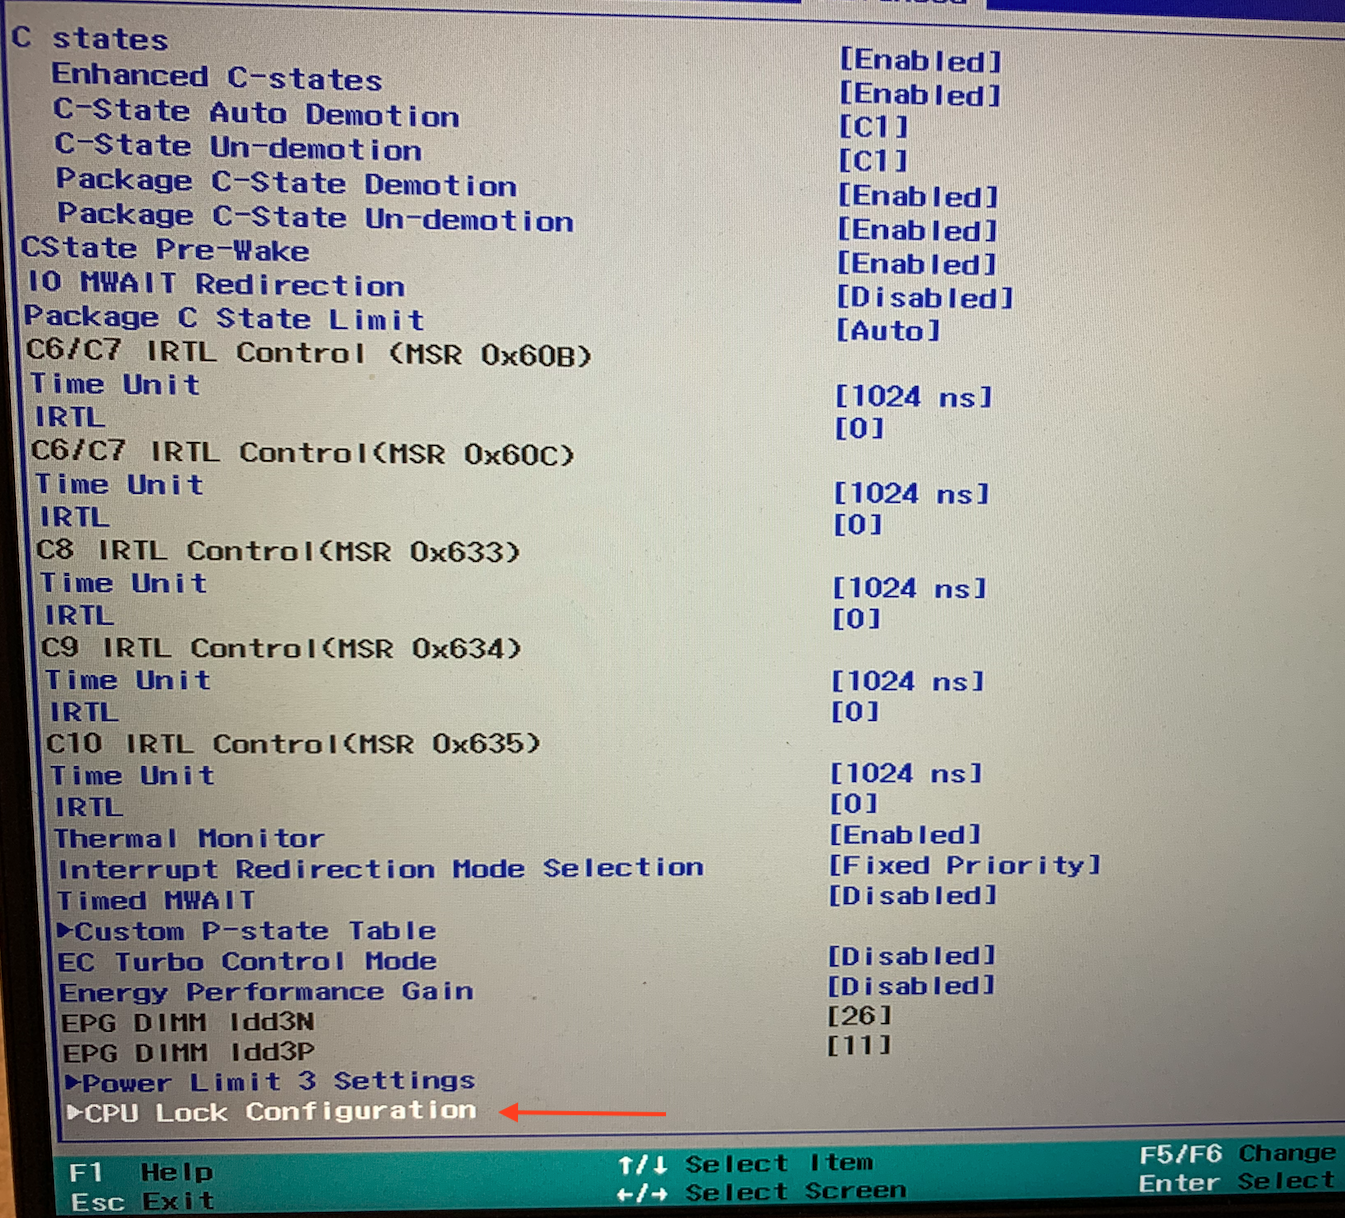 C states [Enabled]
Enhanced C-states [Enabled]
C-State Auto Demotion [C1]
C-State Un-demotion [C1]
Package C-State Demotion [Enabled]
Package C-State Un-demotion [Enabled]
CState Pre-Wake [Enabled]
IO MWAIT Redirection [Disabled]
Package C State Limit [Auto]
C6/C7 IRTL Control (MSR 0x60B)
Time Unit [1024 ns]
IRTL [0]
C6/C7 IRTL Control(MSR 0x60C)
Time Unit [1024 ns]
IRTL [0]
C8 IRTL Control(MSR 0x633)
Time Unit [1024 ns]
IRTL [0]
C9 IRTL Control(MSR 0x634)
Time Unit [1024 ns]
IRTL [0]
C10 IRTL Control(MSR 0x635)
Time Unit [1024 ns]
IRTL [0]
Thermal Monitor [Enabled]
Interrupt Redirection Mode Selection [Fixed Priority]
Timed MWAIT [Disabled]
▶Custom P-state Table
EC Turbo Control Mode [Disabled]
Energy Performance Gain [Disabled]
EPG DIMM Idd3N [26]
EPG DIMM Idd3P [11]
▶Power Limit 3 Settings
▶CPU Lock Configuration
F1 Help ↑/↓ Select Item F5/F6 Change
Esc Exit ←/→ Select Screen Enter Select